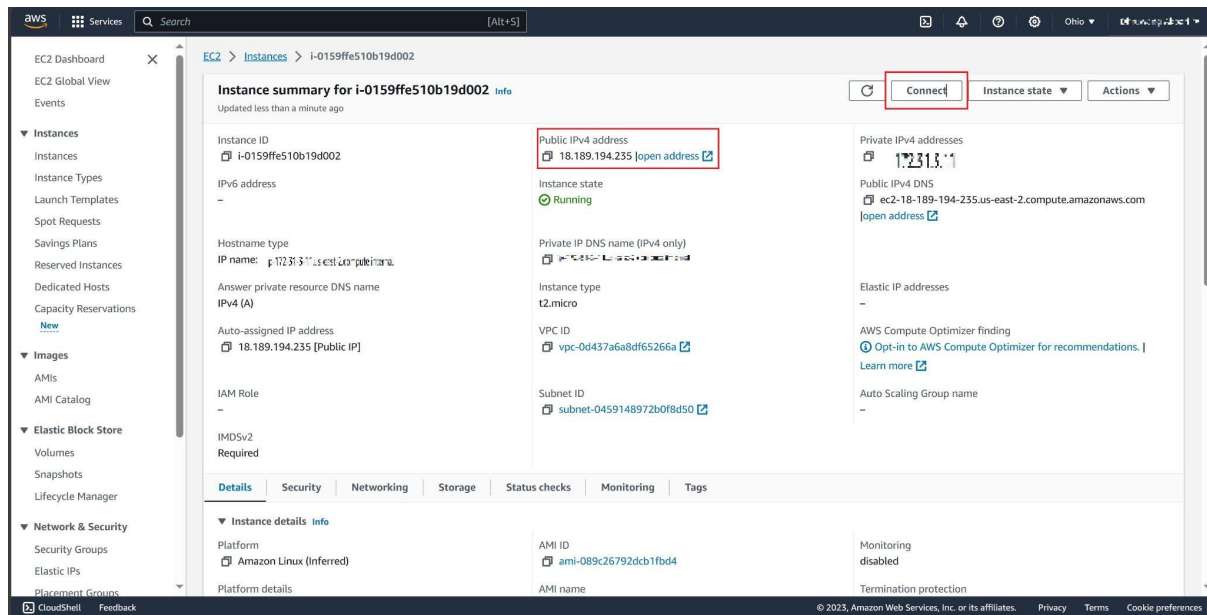 aws Services Search [Alt+S] Ohio
EC2 Dashboard
EC2 Global View
Events
Instances
Instances
Instance Types
Launch Templates
Spot Requests
Savings Plans
Reserved Instances
Dedicated Hosts
Capacity Reservations
New
Images
AMIs
AMI Catalog
Elastic Block Store
Volumes
Snapshots
Lifecycle Manager
Network & Security
Security Groups
Elastic IPs
Placement Groups
EC2 > Instances > i-0159ffe510b19d002
Instance summary for i-0159ffe510b19d002 Info
Updated less than a minute ago
Connect Instance state Actions
Instance ID
i-0159ffe510b19d002
Public IPv4 address
18.189.194.235 |open address
Private IPv4 addresses
IPv6 address
–
Instance state
Running
Public IPv4 DNS
ec2-18-189-194-235.us-east-2.compute.amazonaws.com
|open address
Hostname type
IP name:
Private IP DNS name (IPv4 only)
Answer private resource DNS name
IPv4 (A)
Instance type
t2.micro
Elastic IP addresses
–
Auto-assigned IP address
18.189.194.235 [Public IP]
VPC ID
vpc-0d437a6a8df65266a
AWS Compute Optimizer finding
Opt-in to AWS Compute Optimizer for recommendations. |
Learn more
IAM Role
–
Subnet ID
subnet-0459148972b0f8d50
Auto Scaling Group name
–
IMDSv2
Required
Details Security Networking Storage Status checks Monitoring Tags
Instance details Info
Platform
Amazon Linux (Inferred)
AMI ID
ami-089c26792dcb1fbd4
Monitoring
disabled
Platform details
AMI name
Termination protection
CloudShell Feedback © 2023, Amazon Web Services, Inc. or its affiliates. Privacy Terms Cookie preferences